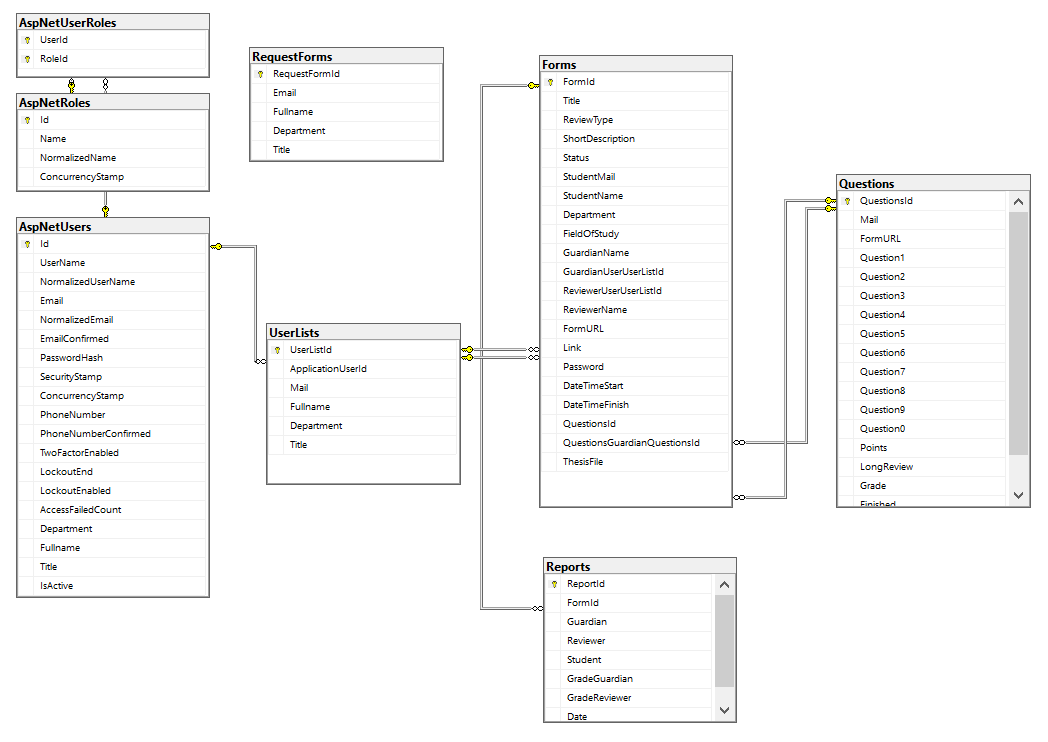 AspNetUserRoles
UserId
RoleId
AspNetRoles
Id
Name
NormalizedName
ConcurrencyStamp
AspNetUsers
Id
UserName
NormalizedUserName
Email
NormalizedEmail
EmailConfirmed
PasswordHash
SecurityStamp
ConcurrencyStamp
PhoneNumber
PhoneNumberConfirmed
TwoFactorEnabled
LockoutEnd
LockoutEnabled
AccessFailedCount
Department
Fullname
Title
IsActive
RequestForms
RequestFormId
Email
Fullname
Department
Title
UserLists
UserListId
ApplicationUserId
Mail
Fullname
Department
Title
Forms
FormId
Title
ReviewType
ShortDescription
Status
StudentMail
StudentName
Department
FieldOfStudy
GuardianName
GuardianUserUserListId
ReviewerUserUserListId
ReviewerName
FormURL
Link
Password
DateTimeStart
DateTimeFinish
QuestionsId
QuestionsGuardianQuestionsId
ThesisFile
Reports
ReportId
FormId
Guardian
Reviewer
Student
GradeGuardian
GradeReviewer
Date
Questions
QuestionsId
Mail
FormURL
Question1
Question2
Question3
Question4
Question5
Question6
Question7
Question8
Question9
Question0
Points
LongReview
Grade
Finished